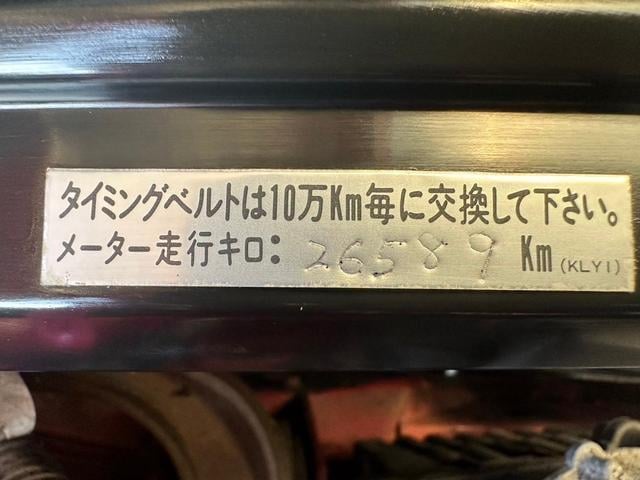 タイミングベルトは10万Km毎に交換して下さい。
メーター走行キロ: 26589 Km (KLY1)